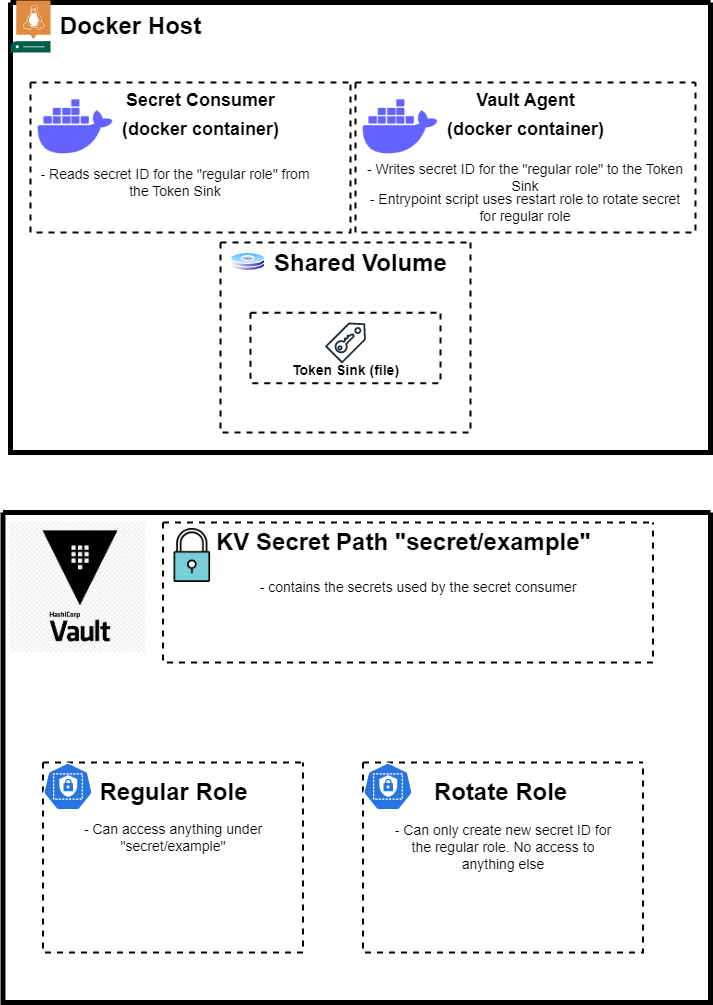 Docker Host
Secret Consumer
(docker container)
- Reads secret ID for the "regular role" from
the Token Sink
Vault Agent
(docker container)
- Writes secret ID for the "regular role" to the Token
Sink
- Entrypoint script uses restart role to rotate secret
for regular role
Shared Volume
Token Sink (file)
HashiCorp
Vault
KV Secret Path "secret/example"
- contains the secrets used by the secret consumer
Regular Role
- Can access anything under
"secret/example"
Rotate Role
- Can only create new secret ID for
the regular role. No access to
anything else